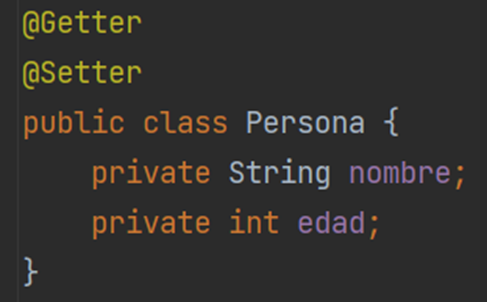 @Getter
@Setter
public class Persona {
    private String nombre;
    private int edad;
}